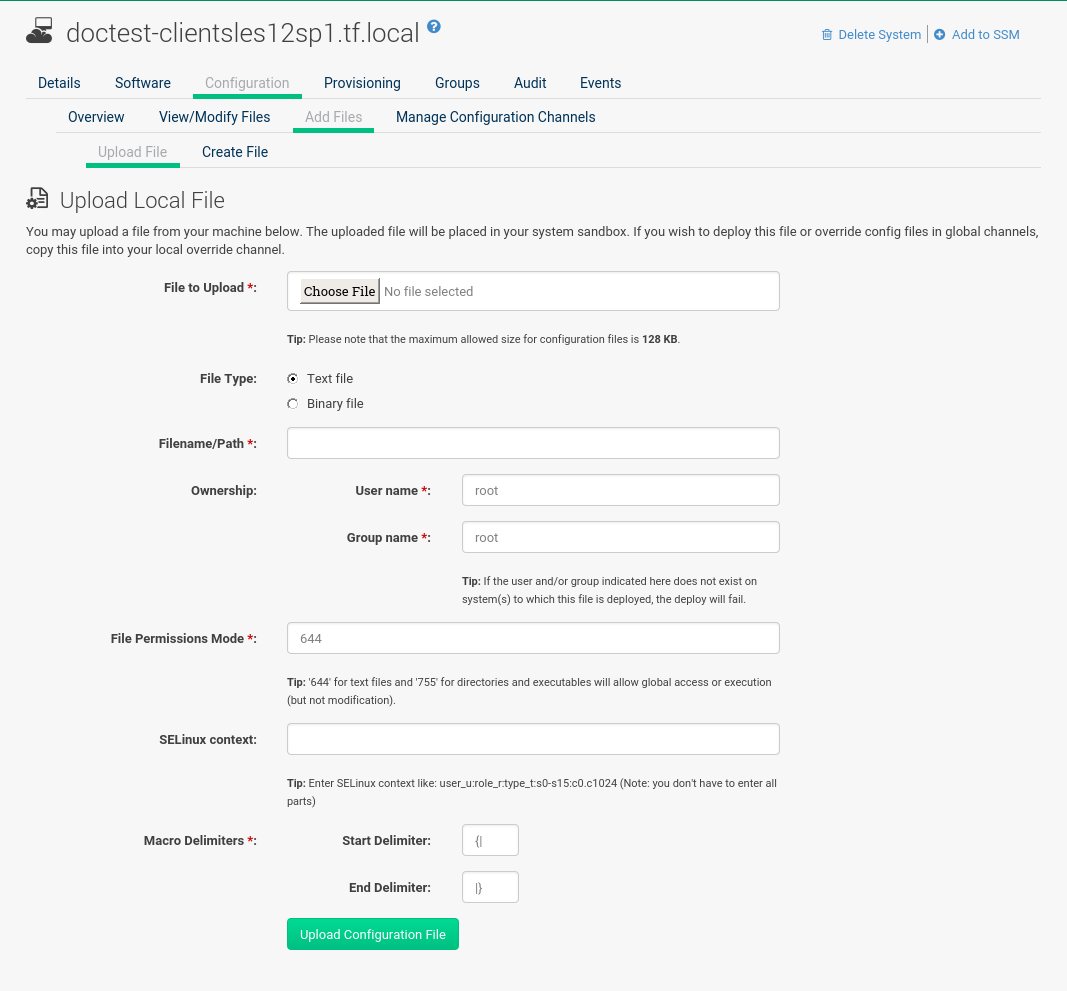 doctest-clientsles12sp1.tf.local ?
Delete System Add to SSM
Details Software Configuration Provisioning Groups Audit Events
Overview View/Modify Files Add Files Manage Configuration Channels
Upload File Create File
Upload Local File
You may upload a file from your machine below. The uploaded file will be placed in your system sandbox. If you wish to deploy this file or override config files in global channels,
copy this file into your local override channel.
File to Upload *: Choose File No file selected
Tip: Please note that the maximum allowed size for configuration files is 128 KB.
File Type: Text file
Binary file
Filename/Path *:
Ownership: User name *: root
Group name *: root
Tip: If the user and/or group indicated here does not exist on
system(s) to which this file is deployed, the deploy will fail.
File Permissions Mode *: 644
Tip: '644' for text files and '755' for directories and executables will allow global access or execution
(but not modification).
SELinux context:
Tip: Enter SELinux context like: user_u:role_r:type_t:s0-s15:c0.c1024 (Note: you don't have to enter all
parts)
Macro Delimiters *: Start Delimiter: {|
End Delimiter: |}
Upload Configuration File